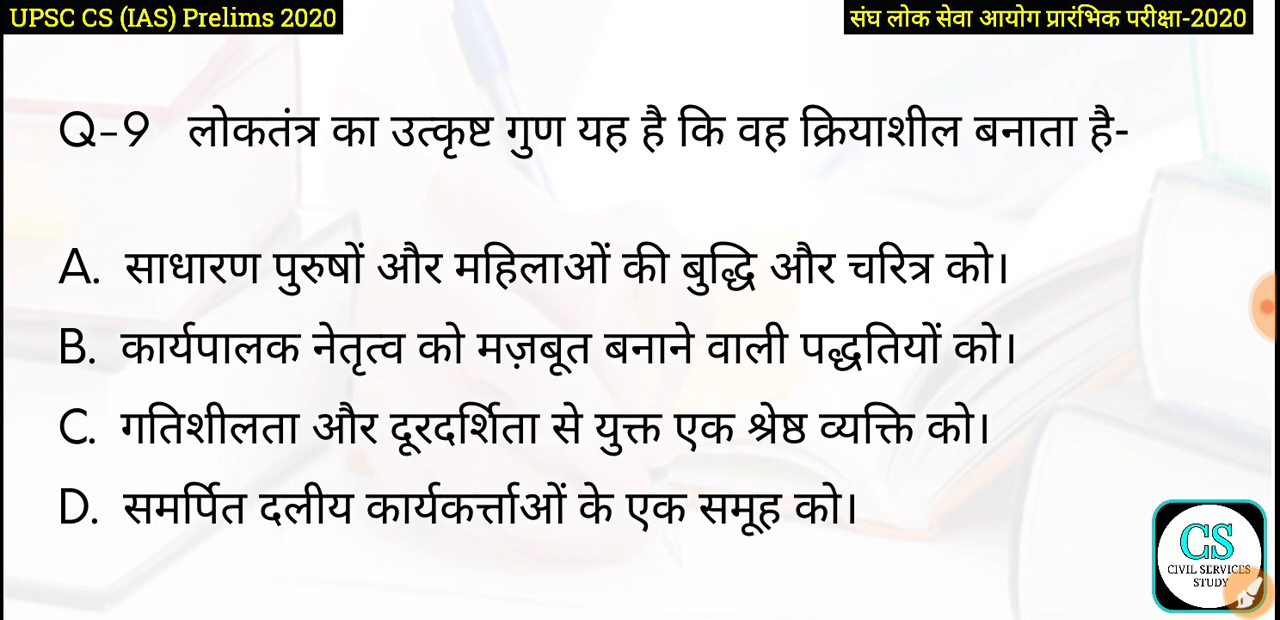 UPSC CS (IAS) Prelims 2020
संघ लोक सेवा आयोग प्रारंभिक परीक्षा-2020
Q-9 लोकतंत्र का उत्कृष्ट गुण यह है कि वह क्रियाशील बनाता है-
A. साधारण पुरुषों और महिलाओं की बुद्धि और चरित्र को।
B. कार्यपालक नेतृत्व को मज़बूत बनाने वाली पद्धतियों को।
C. गतिशीलता और दूरदर्शिता से युक्त एक श्रेष्ठ व्यक्ति को।
D. समर्पित दलीय कार्यकर्त्ताओं के एक समूह को।
CS
CIVIL SERVICES
STUDY